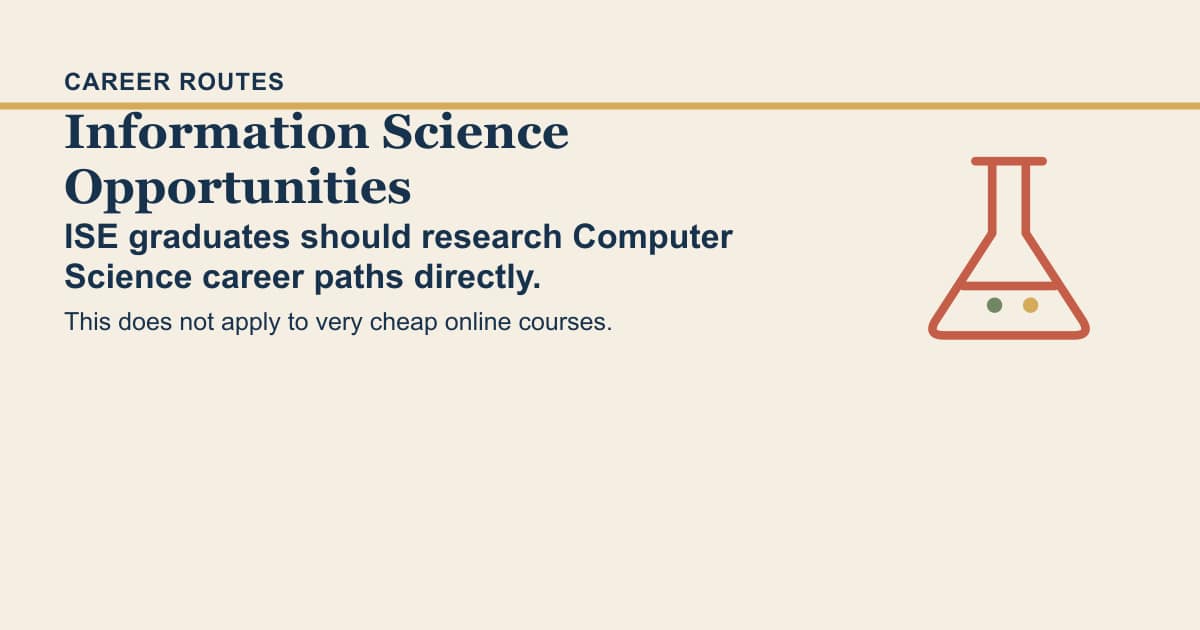 CAREER ROUTES
Information Science
Opportunities
ISE graduates should research Computer
Science career paths directly.
This does not apply to very cheap online courses.